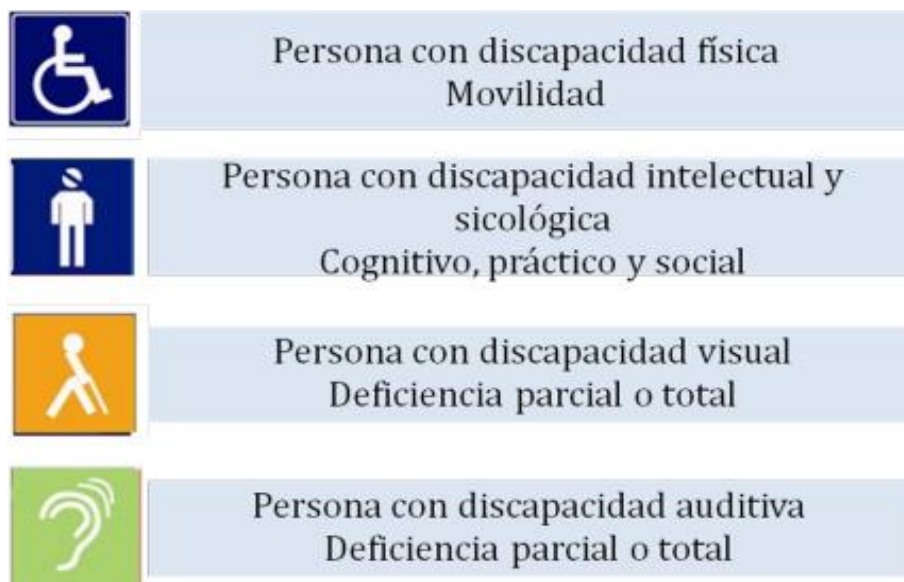 Persona con discapacidad física
Movilidad
Persona con discapacidad intelectual y
sicológica
Cognitivo, práctico y social
Persona con discapacidad visual
Deficiencia parcial o total
Persona con discapacidad auditiva
Deficiencia parcial o total